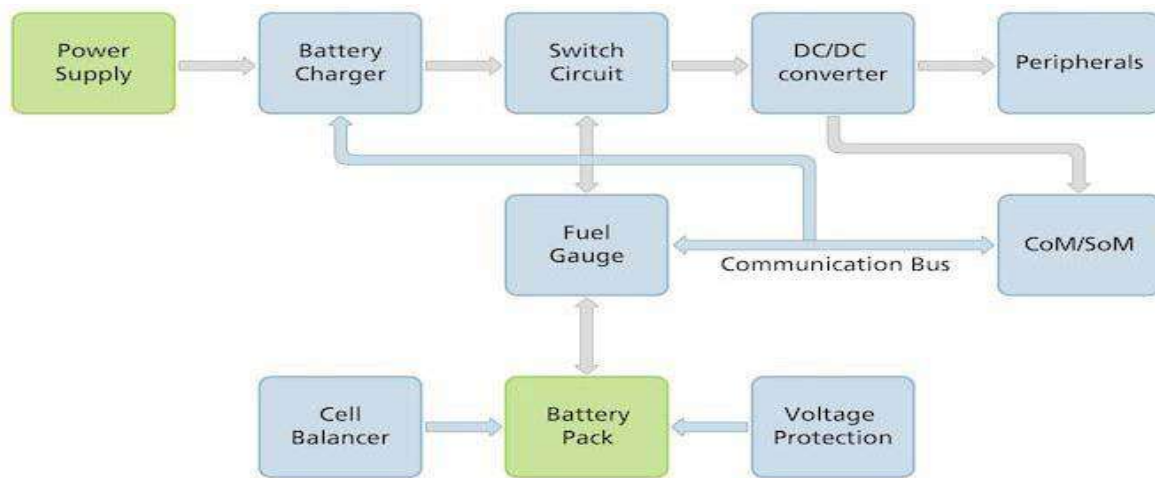 Power
Supply
Battery
Charger
Switch
Circuit
DC/DC
converter
Peripherals
Fuel
Gauge
Communication Bus
CoM/SoM
Cell
Balancer
Battery
Pack
Voltage
Protection